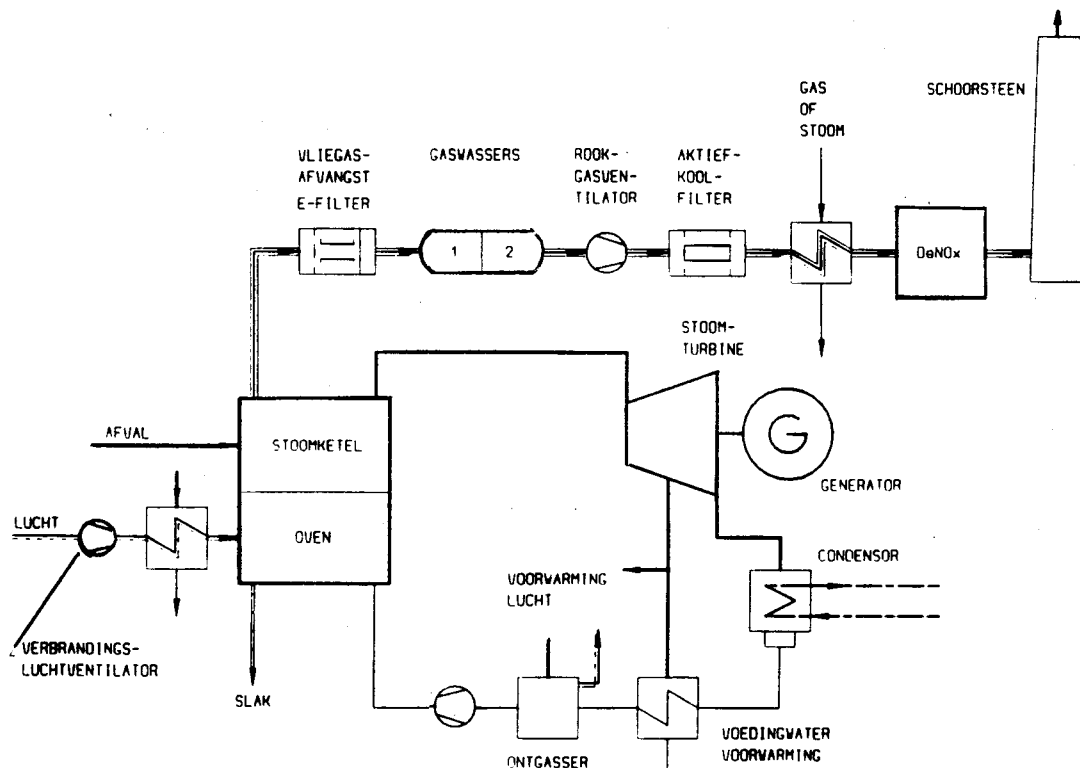 SCHOORSTEEN
GAS
OF
STOOM
VLIEGAS-
AFVANGST
E-FILTER
GASWASSERS
ROOK-
GASVEN-
TILATOR
AKTIEF-
KOOL-
FILTER
1
2
DeNOx
STOOM-
TURBINE
AFVAL
STOOMKETEL
G
GENERATOR
LUCHT
OVEN
CONDENSOR
VOORWARMING
LUCHT
VERBRANDINGS-
LUCHTVENTILATOR
SLAK
ONTGASSER
VOEDINGWATER
VOORWARMING